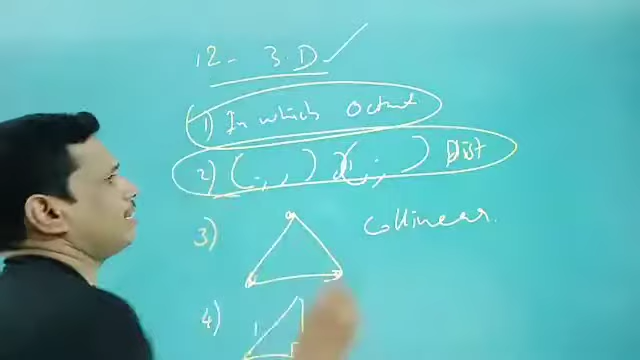 12- 3.D
1) In which Octant
2) ( , , ) ( , , ) Dist
3) Collinear.
4)